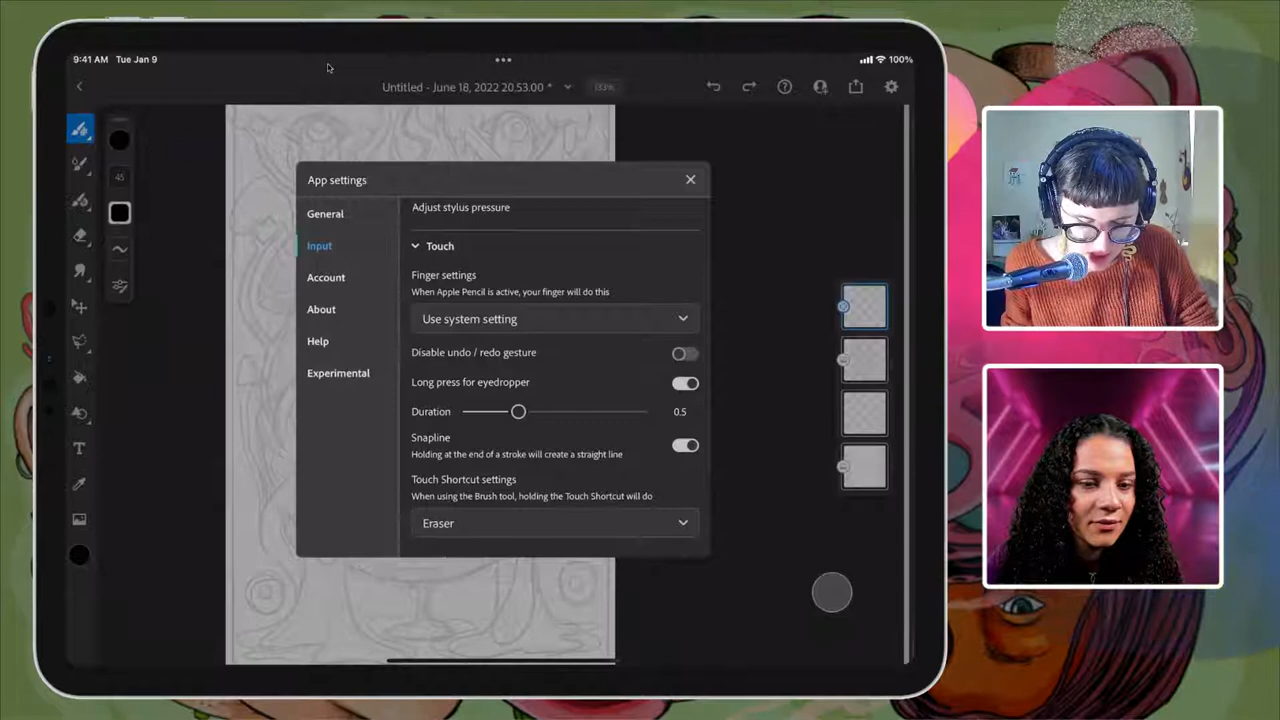 9:41 AM Tue Jan 9
100%
Untitled - June 18, 2022 20.53.00 *
133%
45
App settings
General
Input
Account
About
Help
Experimental
Adjust stylus pressure
Touch
Finger settings
When Apple Pencil is active, your finger will do this
Use system setting
Disable undo / redo gesture
Long press for eyedropper
Duration 0.5
Snapline
Holding at the end of a stroke will create a straight line
Touch Shortcut settings
When using the Brush tool, holding the Touch Shortcut will do
Eraser
T